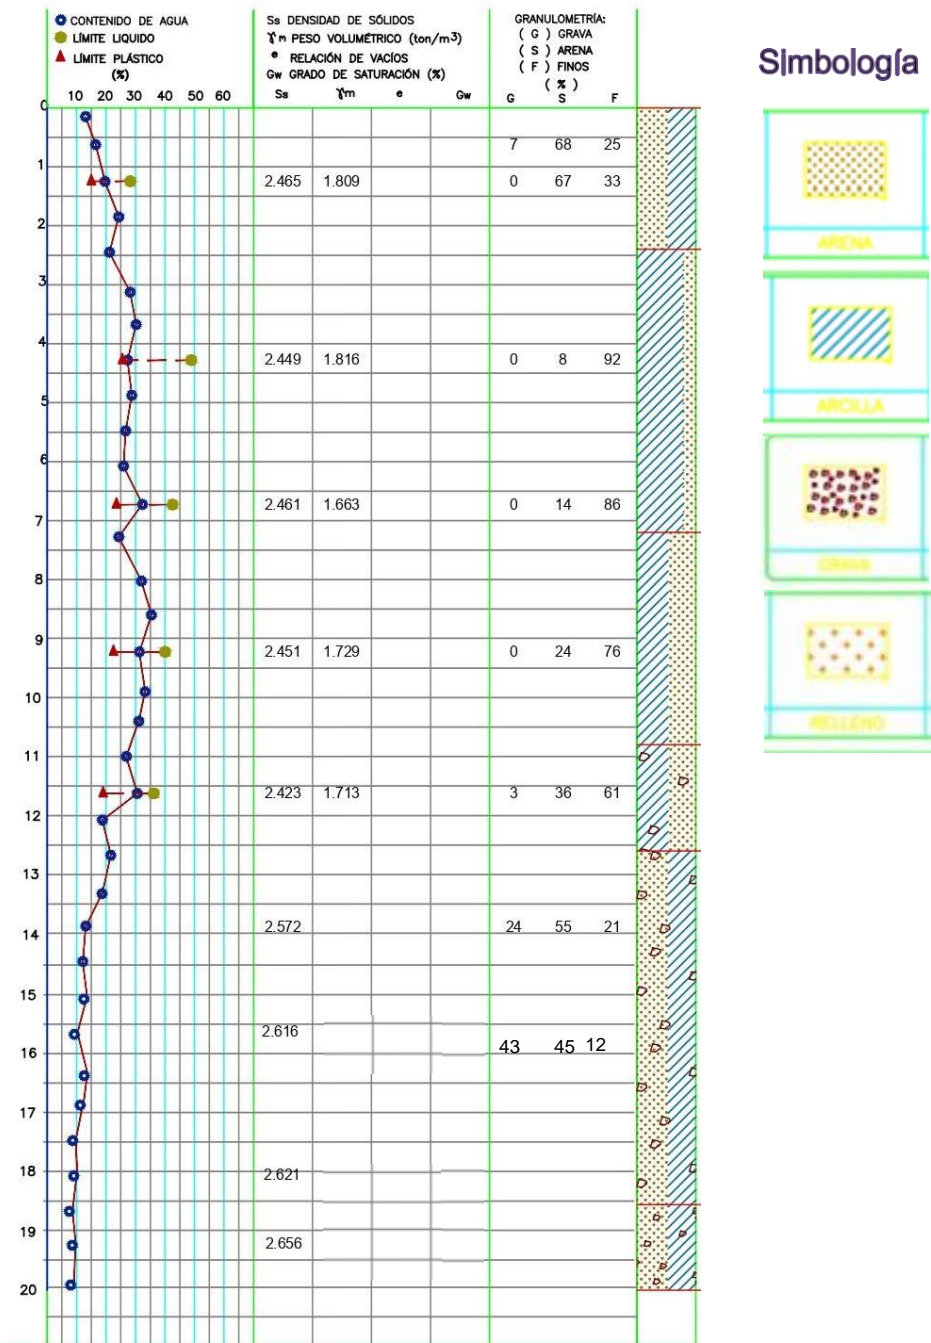 CONTENIDO DE AGUA
LÍMITE LIQUIDO
LÍMITE PLÁSTICO
(%)
10 20 30 40 50 60
Ss DENSIDAD DE SÓLIDOS
γm PESO VOLUMÉTRICO (ton/m3)
e RELACIÓN DE VACÍOS
Gw GRADO DE SATURACIÓN (%)
Ss γm e Gw
GRANULOMETRÍA:
( G ) GRAVA
( S ) ARENA
( F ) FINOS
( % )
G S F
Simbología
0
7 68 25
1
2.465 1.809 0 67 33
2
3
4
2.449 1.816 0 8 92
5
6
2.461 1.663 0 14 86
7
8
9
2.451 1.729 0 24 76
10
11
2.423 1.713 3 36 61
12
13
2.572 24 55 21
14
15
2.616
43 45 12
16
17
18
2.621
19
2.656
20
ARENA
ARCILLA
GRAVA
RELLENO